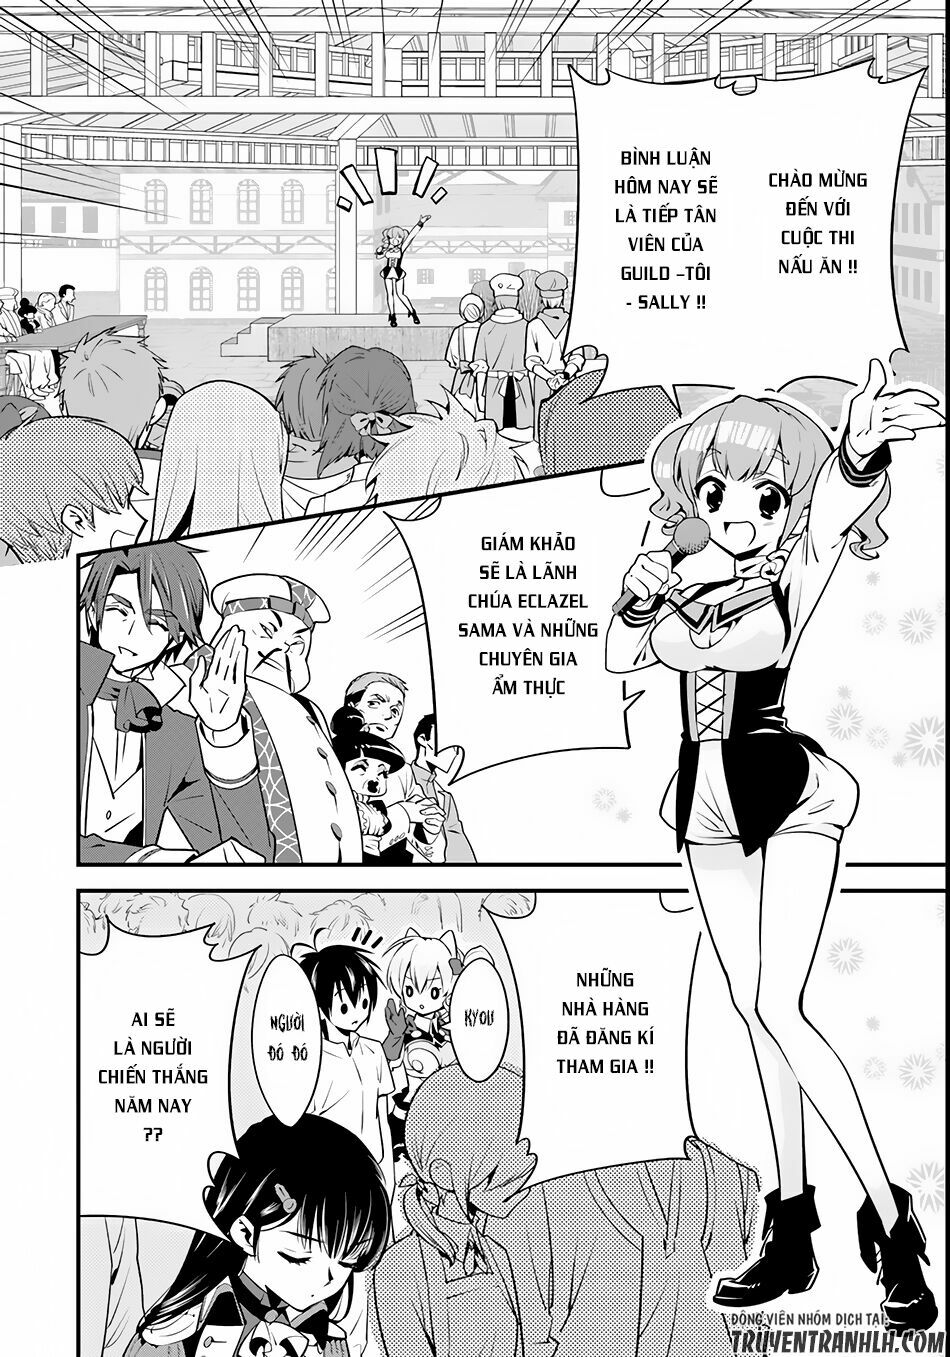 CHÀO MỪNG
ĐẾN VỚI
CUỘC THI
NẤU ĂN !!
BÌNH LUẬN
HÔM NAY SẼ
LÀ TIẾP TÂN
VIÊN CỦA
GUILD –TÔI
- SALLY !!
GIÁM KHẢO
SẼ LÀ LÃNH
CHÚA ECLAZEL
SAMA VÀ NHỮNG
CHUYÊN GIA
ẨM THỰC
NHỮNG
NHÀ HÀNG
ĐÃ ĐĂNG KÍ
THAM GIA !!
KYOU
NGƯỜI
ĐÓ ĐÓ
AI SẼ
LÀ NGƯỜI
CHIẾN THẮNG
NĂM NAY
??
ĐỘNG VIÊN NHÓM DỊCH TẠI:
TRUYENTRANHLH.COM